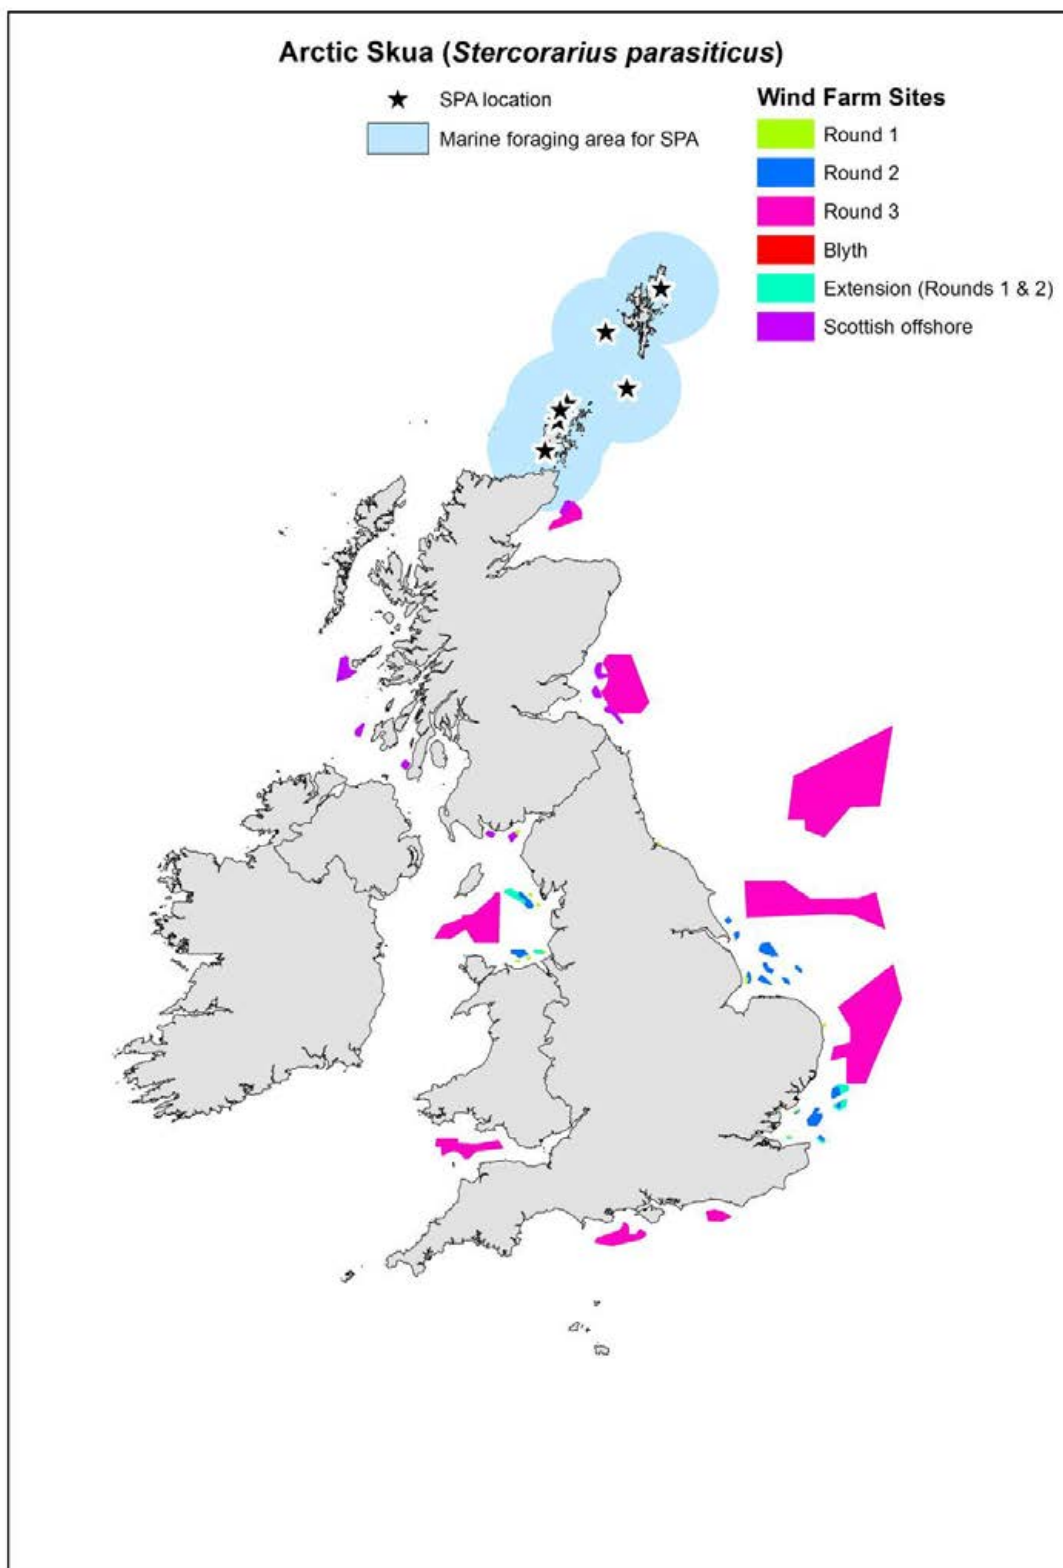 Arctic Skua (Stercorarius parasiticus)
SPA location
Marine foraging area for SPA
Wind Farm Sites
Round 1
Round 2
Round 3
Blyth
Extension (Rounds 1 & 2)
Scottish offshore